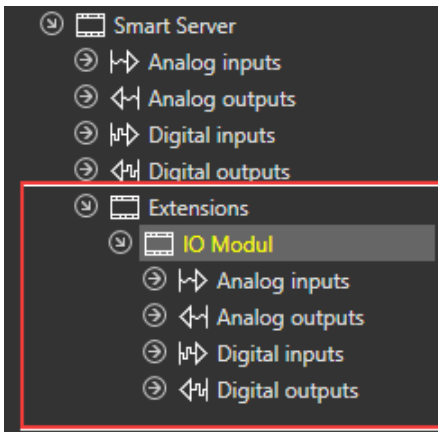 Smart Server
Analog inputs
Analog outputs
Digital inputs
Digital outputs
Extensions
IO Modul
Analog inputs
Analog outputs
Digital inputs
Digital outputs